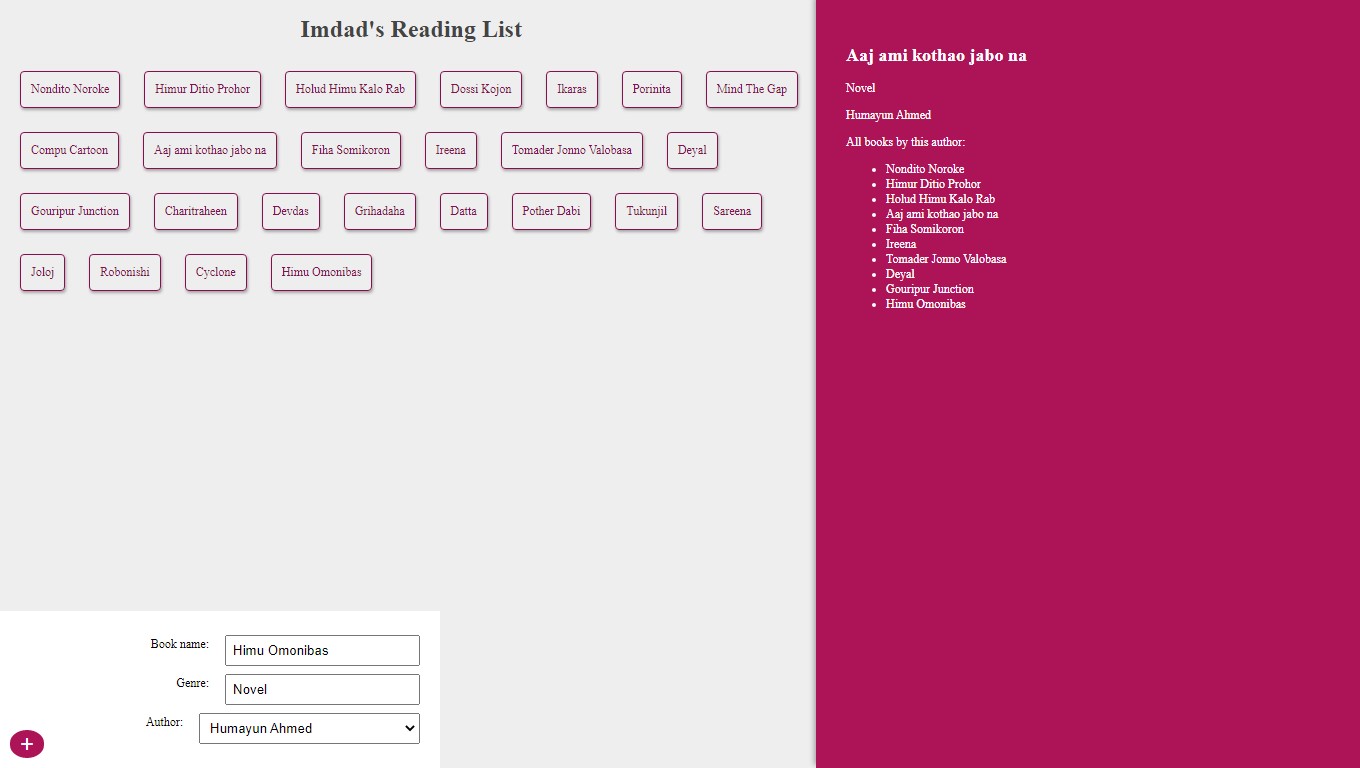 Imdad's Reading List
Nondito Noroke Himur Ditio Prohor Holud Himu Kalo Rab Dossi Kojon Ikaras Porinita Mind The Gap
Compu Cartoon Aaj ami kothao jabo na Fiha Somikoron Ireena Tomader Jonno Valobasa Deyal
Gouripur Junction Charitraheen Devdas Grihadaha Datta Pother Dabi Tukunjil Sareena
Joloj Robonishi Cyclone Himu Omonibas
Book name: Himu Omonibas
Genre: Novel
Author: Humayun Ahmed
+
Aaj ami kothao jabo na
Novel
Humayun Ahmed
All books by this author:
• Nondito Noroke
• Himur Ditio Prohor
• Holud Himu Kalo Rab
• Aaj ami kothao jabo na
• Fiha Somikoron
• Ireena
• Tomader Jonno Valobasa
• Deyal
• Gouripur Junction
• Himu Omonibas